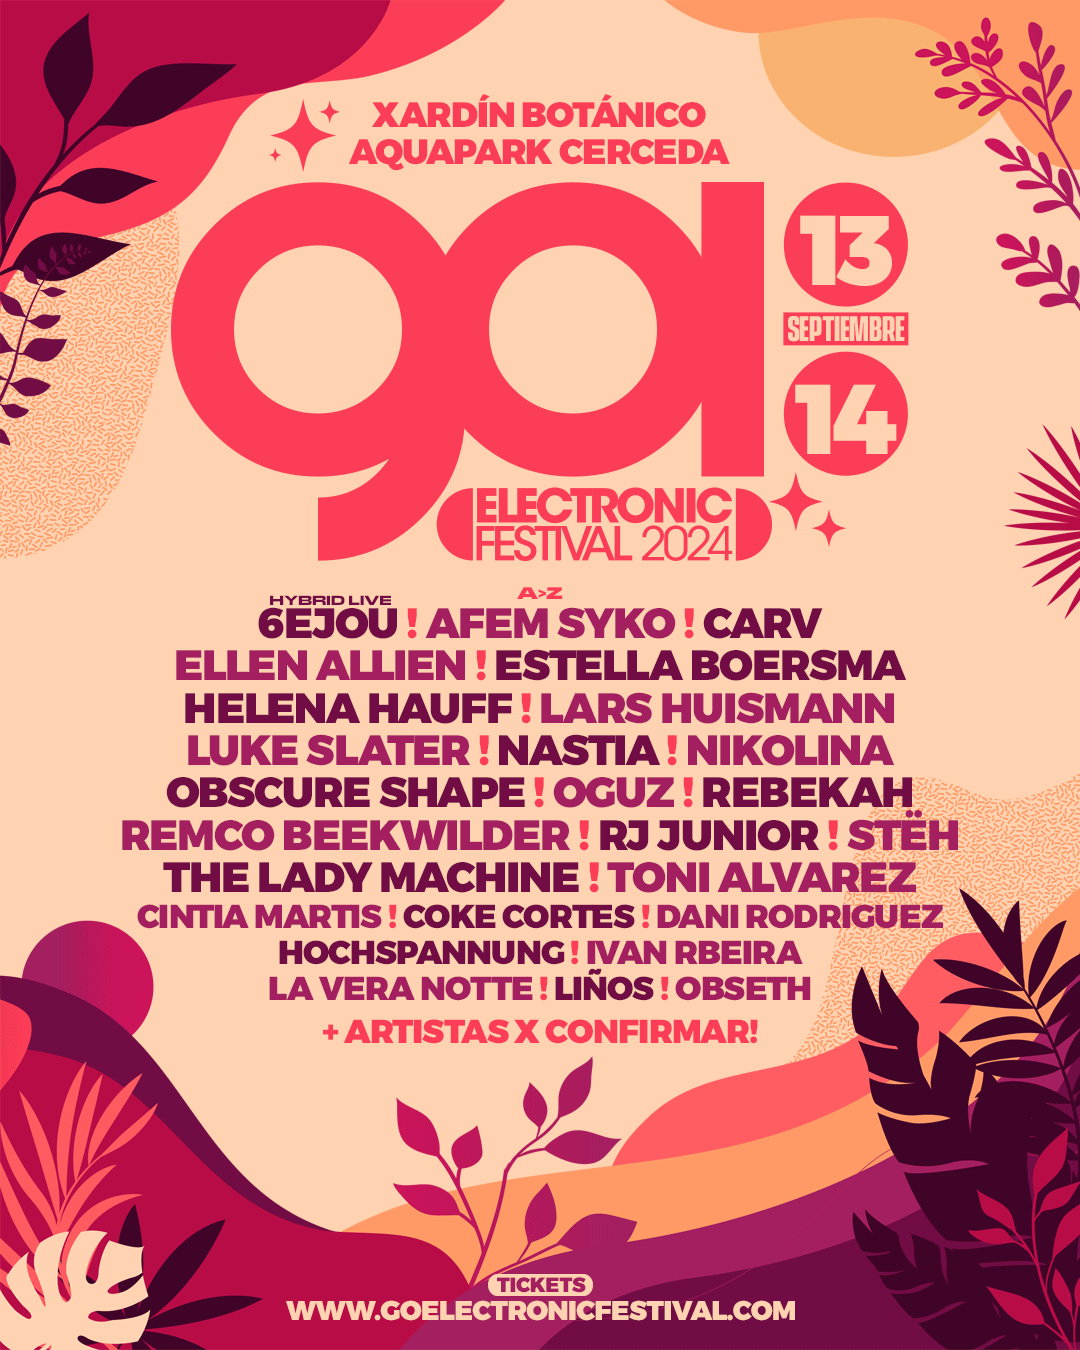 XARDÍN BOTÁNICO
AQUAPARK CERCEDA
go!
13
SEPTIEMBRE
14
ELECTRONIC
FESTIVAL 2024
A>Z
HYBRID LIVE
6EJOU ! AFEM SYKO ! CARV
ELLEN ALLIEN ! ESTELLA BOERSMA
HELENA HAUFF ! LARS HUISMANN
LUKE SLATER ! NASTIA ! NIKOLINA
OBSCURE SHAPE ! OGUZ ! REBEKAH
REMCO BEEKWILDER ! RJ JUNIOR ! STËH
THE LADY MACHINE ! TONI ALVAREZ
CINTIA MARTIS ! COKE CORTES ! DANI RODRIGUEZ
HOCHSPANNUNG ! IVAN RBEIRA
LA VERA NOTTE ! LIÑOS ! OBSETH
+ ARTISTAS X CONFIRMAR!
TICKETS
WWW.GOELECTRONICFESTIVAL.COM